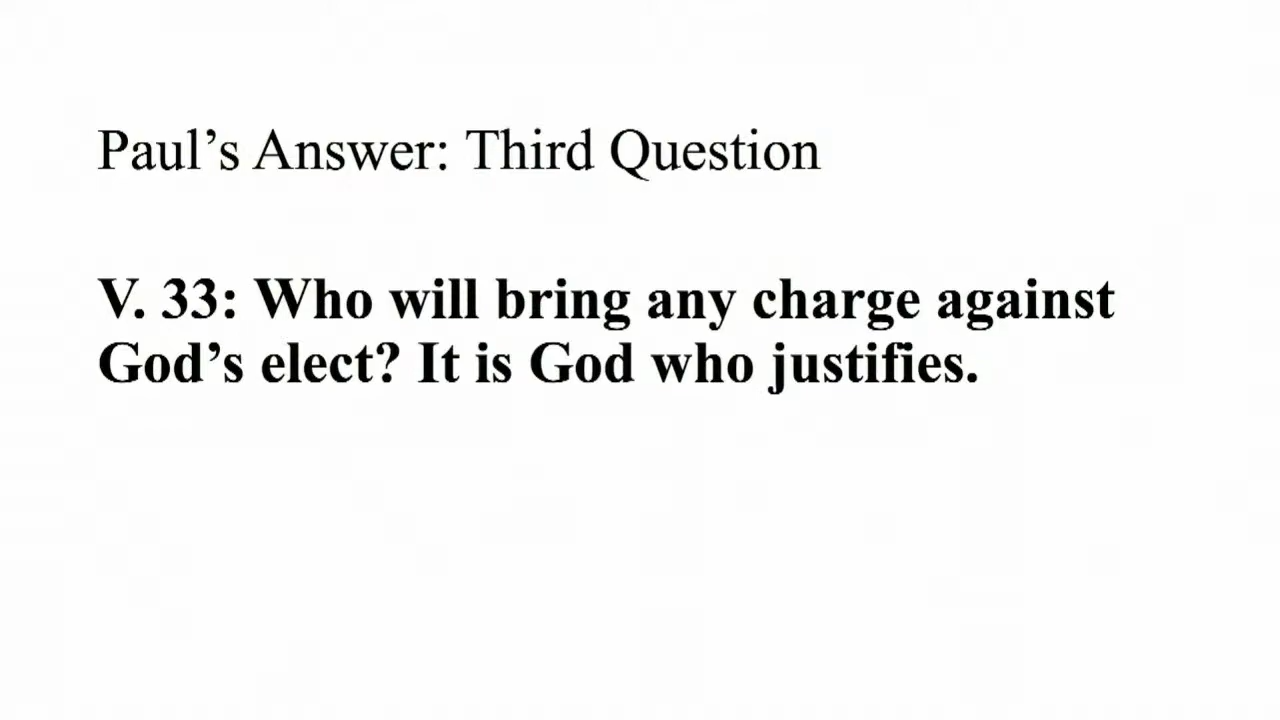 Paul’s Answer: Third Question
V. 33: Who will bring any charge against
God’s elect? It is God who justifies.